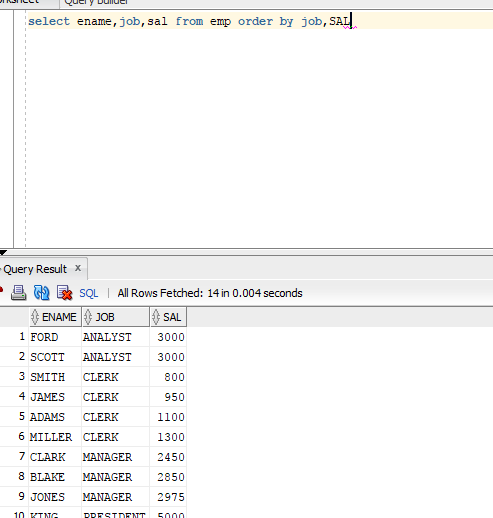 Query Builder
select ename,job,sal from emp order by job,SAL
Query Result x
SQL | All Rows Fetched: 14 in 0.004 seconds
ENAME JOB SAL
1 FORD ANALYST 3000
2 SCOTT ANALYST 3000
3 SMITH CLERK 800
4 JAMES CLERK 950
5 ADAMS CLERK 1100
6 MILLER CLERK 1300
7 CLARK MANAGER 2450
8 BLAKE MANAGER 2850
9 JONES MANAGER 2975
10 KING PRESIDENT 5000